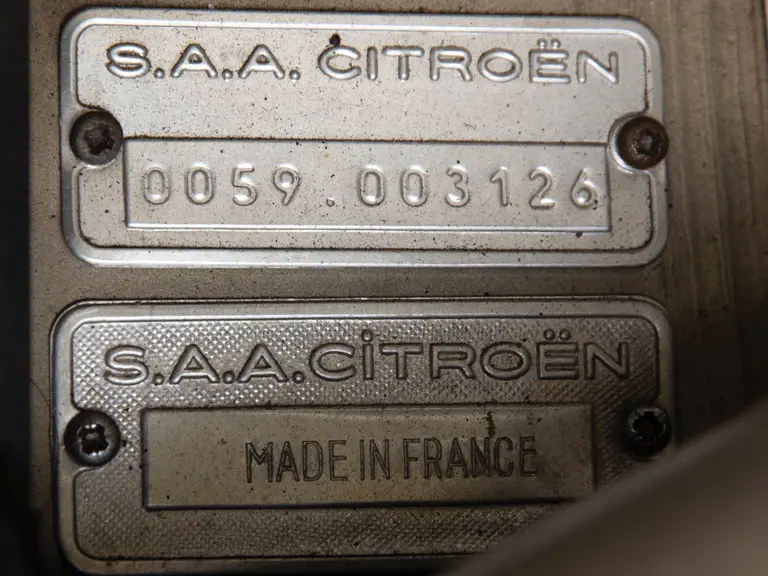 S.A.A. CITROËN
0059.003126
S.A.A.CiTROËN
MADE IN FRANCE